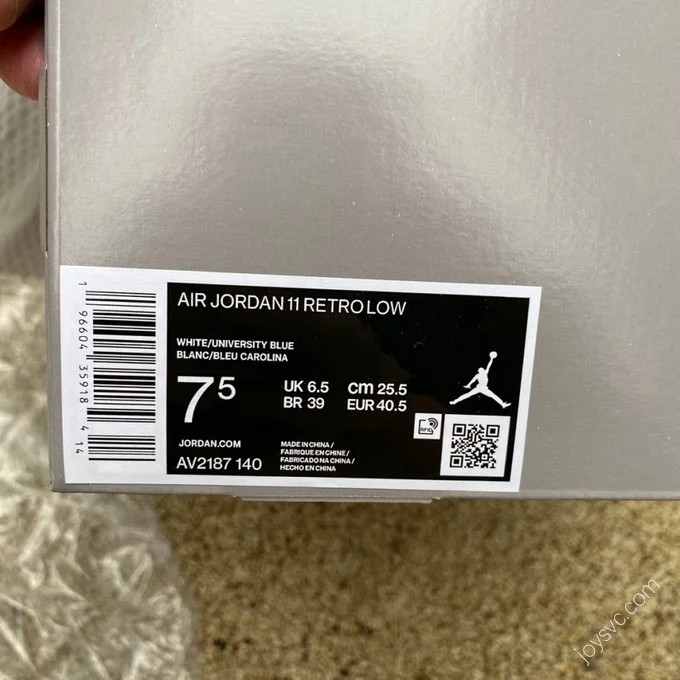 AIR JORDAN 11 RETRO LOW
WHITE/UNIVERSITY BLUE
BLANC/BLEU CAROLINA
7 5
UK 6.5 cm 25.5
BR 39 EUR 40.5
JORDAN.COM
AV2187 140
MADE IN CHINA /
FABRIQUE EN CHINE /
FABRICADO NA CHINA /
HECHO EN CHINA
RFID
1 96604 35918 4 14
joysvc.com